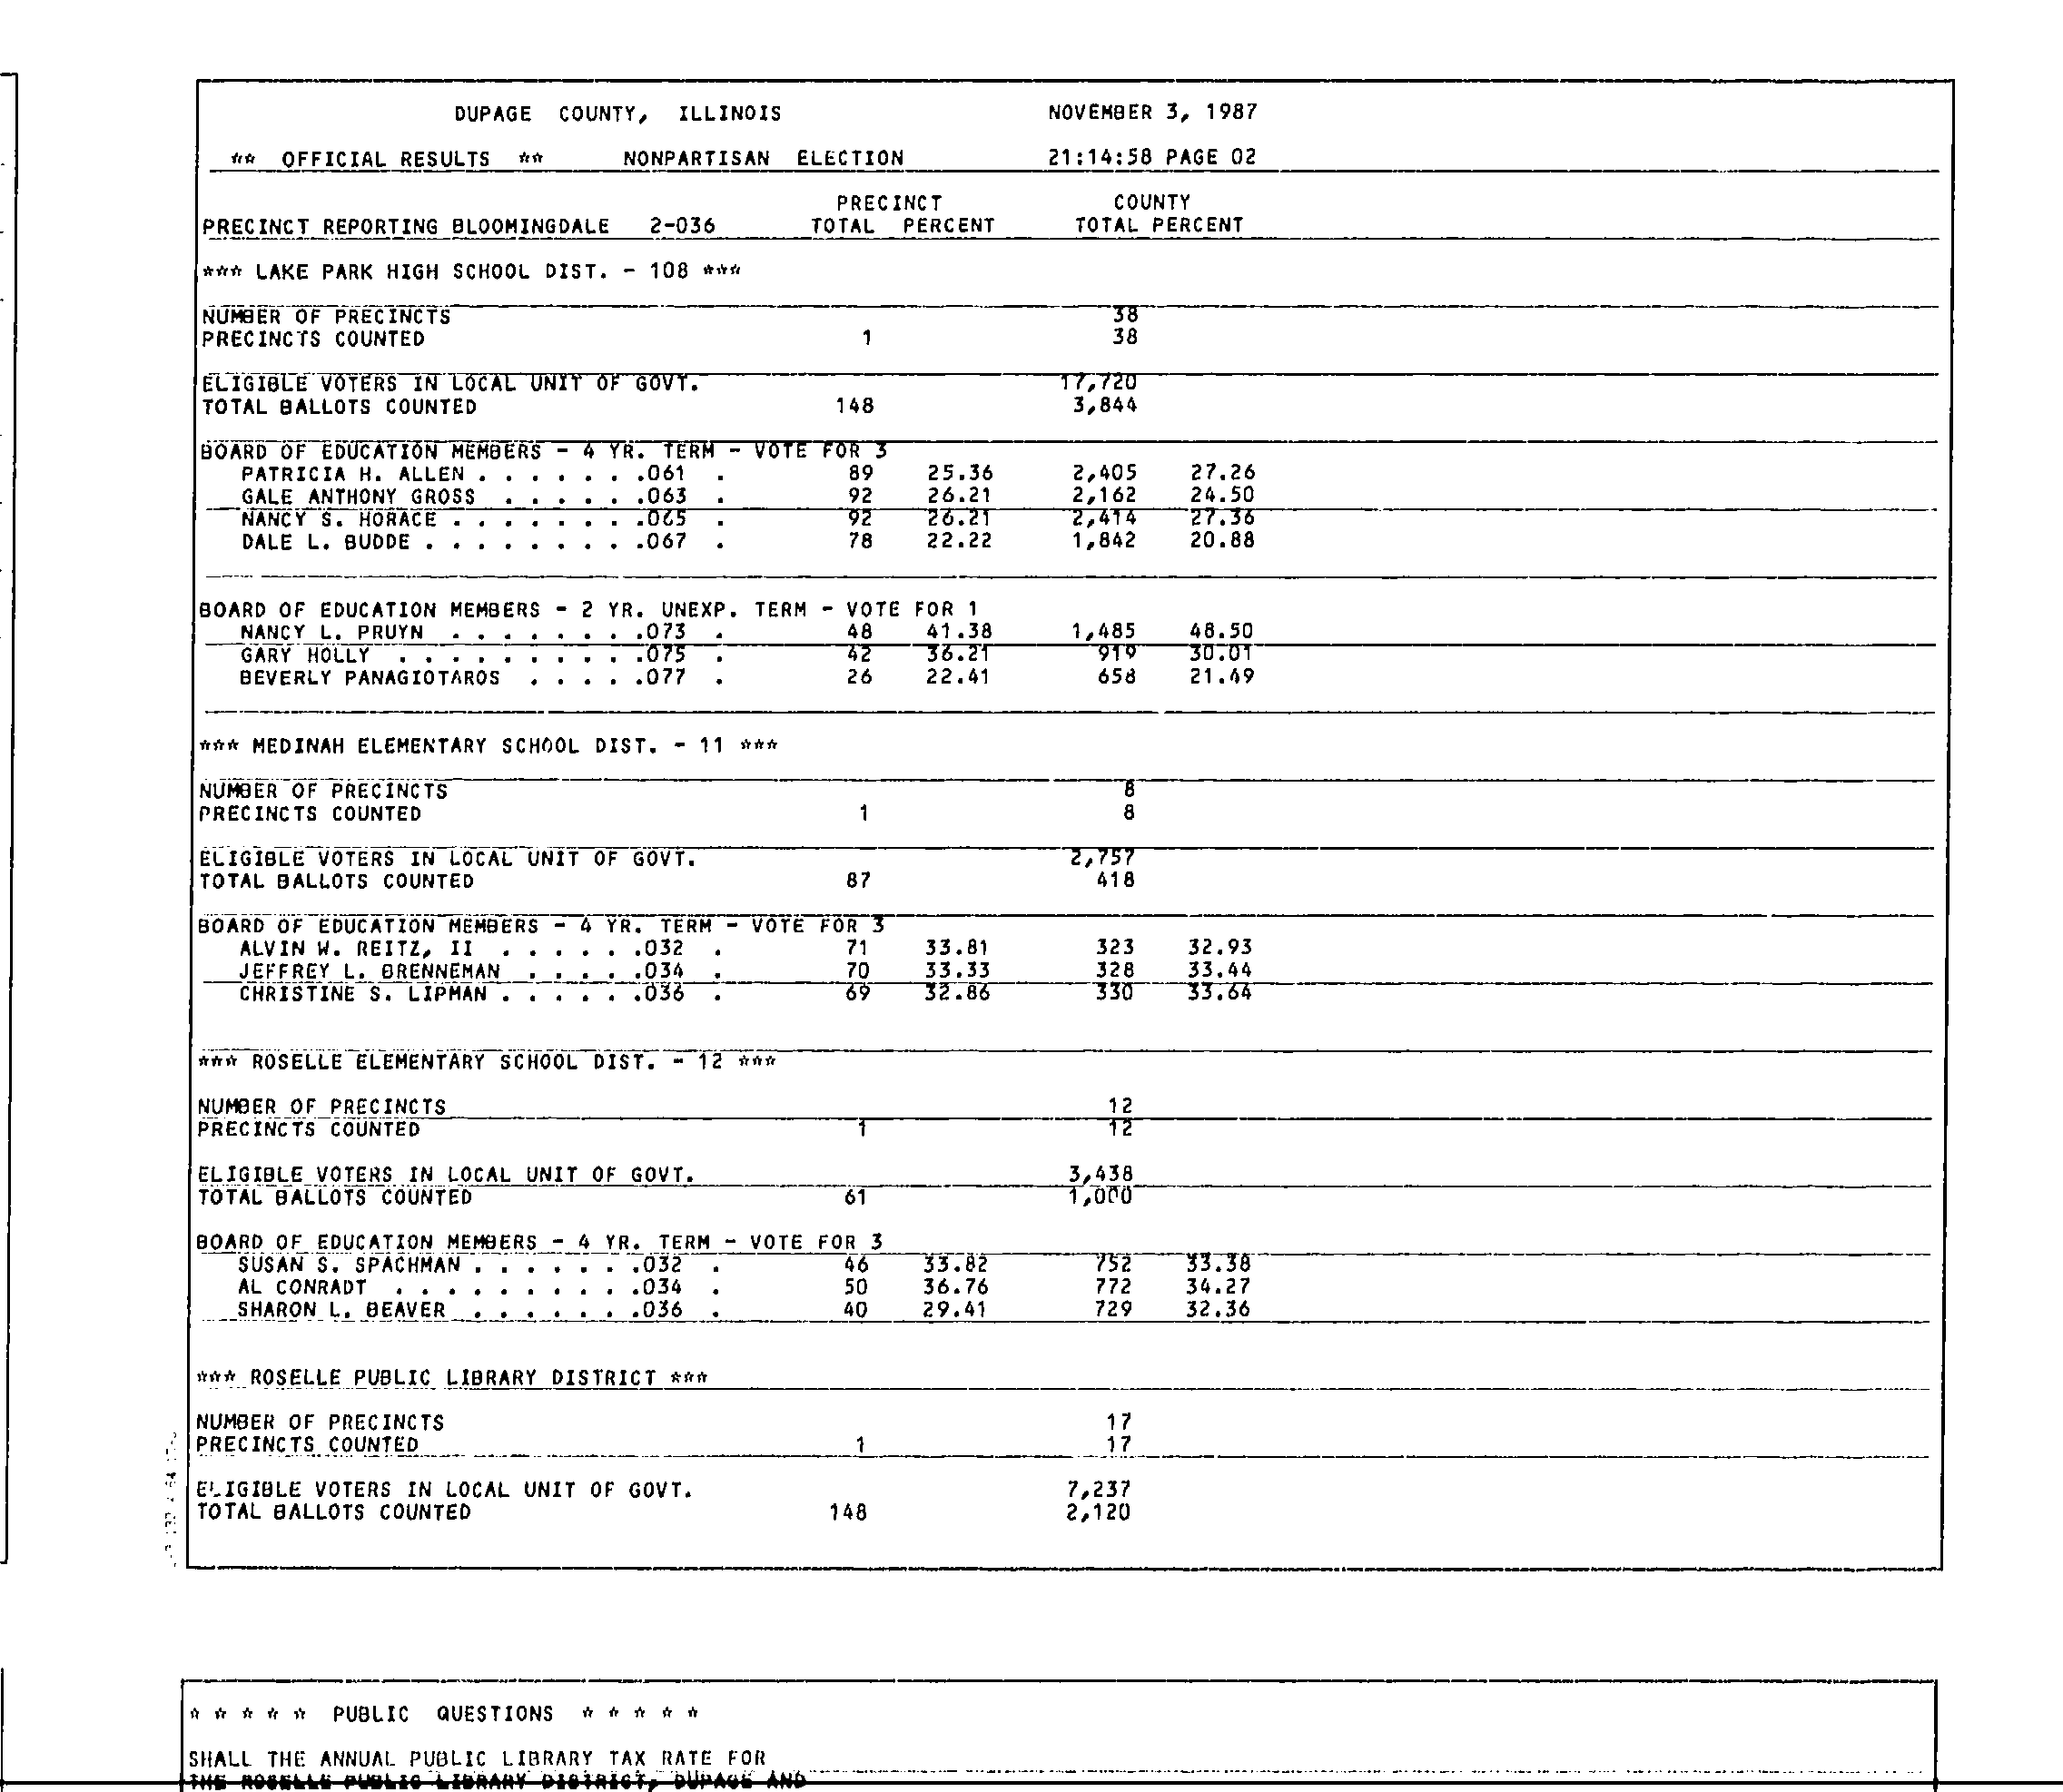 DUPAGE COUNTY, ILLINOIS NOVEMBER 3, 1987
** OFFICIAL RESULTS ** NONPARTISAN ELECTION 21:14:58 PAGE 02
PRECINCT COUNTY
PRECINCT REPORTING BLOOMINGDALE 2-036 TOTAL PERCENT TOTAL PERCENT
*** LAKE PARK HIGH SCHOOL DIST. - 108 ***
NUMBER OF PRECINCTS 38
PRECINCTS COUNTED 1 38
ELIGIBLE VOTERS IN LOCAL UNIT OF GOVT. 17,720
TOTAL BALLOTS COUNTED 148 3,844
BOARD OF EDUCATION MEMBERS - 4 YR. TERM - VOTE FOR 3
PATRICIA H. ALLEN . . . . . . .061 . 89 25.36 2,405 27.26
GALE ANTHONY GROSS . . . . . .063 . 92 26.21 2,162 24.50
NANCY S. HORACE . . . . . . . .065 . 92 26.21 2,414 27.36
DALE L. BUDDE . . . . . . . . .067 . 78 22.22 1,842 20.88
BOARD OF EDUCATION MEMBERS - 2 YR. UNEXP. TERM - VOTE FOR 1
NANCY L. PRUYN . . . . . . . .073 . 48 41.38 1,485 48.50
GARY HOLLY . . . . . . . . . .075 . 42 36.21 919 30.01
BEVERLY PANAGIOTAROS . . . . .077 . 26 22.41 658 21.49
*** MEDINAH ELEMENTARY SCHOOL DIST. - 11 ***
NUMBER OF PRECINCTS 8
PRECINCTS COUNTED 1 8
ELIGIBLE VOTERS IN LOCAL UNIT OF GOVT. 2,757
TOTAL BALLOTS COUNTED 87 418
BOARD OF EDUCATION MEMBERS - 4 YR. TERM - VOTE FOR 3
ALVIN W. REITZ, II . . . . . .032 . 71 33.81 323 32.93
JEFFREY L. BRENNEMAN . . . . .034 . 70 33.33 328 33.44
CHRISTINE S. LIPMAN . . . . . .036 . 69 32.86 330 33.64
*** ROSELLE ELEMENTARY SCHOOL DIST. - 12 ***
NUMBER OF PRECINCTS 12
PRECINCTS COUNTED 1 12
ELIGIBLE VOTERS IN LOCAL UNIT OF GOVT. 3,438
TOTAL BALLOTS COUNTED 61 1,000
BOARD OF EDUCATION MEMBERS - 4 YR. TERM - VOTE FOR 3
SUSAN S. SPACHMAN . . . . . . .032 . 46 33.82 752 33.38
AL CONRADT . . . . . . . . . .034 . 50 36.76 772 34.27
SHARON L. BEAVER . . . . . . .036 . 40 29.41 729 32.36
*** ROSELLE PUBLIC LIBRARY DISTRICT ***
NUMBER OF PRECINCTS 17
PRECINCTS COUNTED 1 17
ELIGIBLE VOTERS IN LOCAL UNIT OF GOVT. 7,237
TOTAL BALLOTS COUNTED 148 2,120
* * * * * PUBLIC QUESTIONS * * * * *
SHALL THE ANNUAL PUBLIC LIBRARY TAX RATE FOR
THE ROSELLE PUBLIC LIBRARY DISTRICT, DUPAGE AND